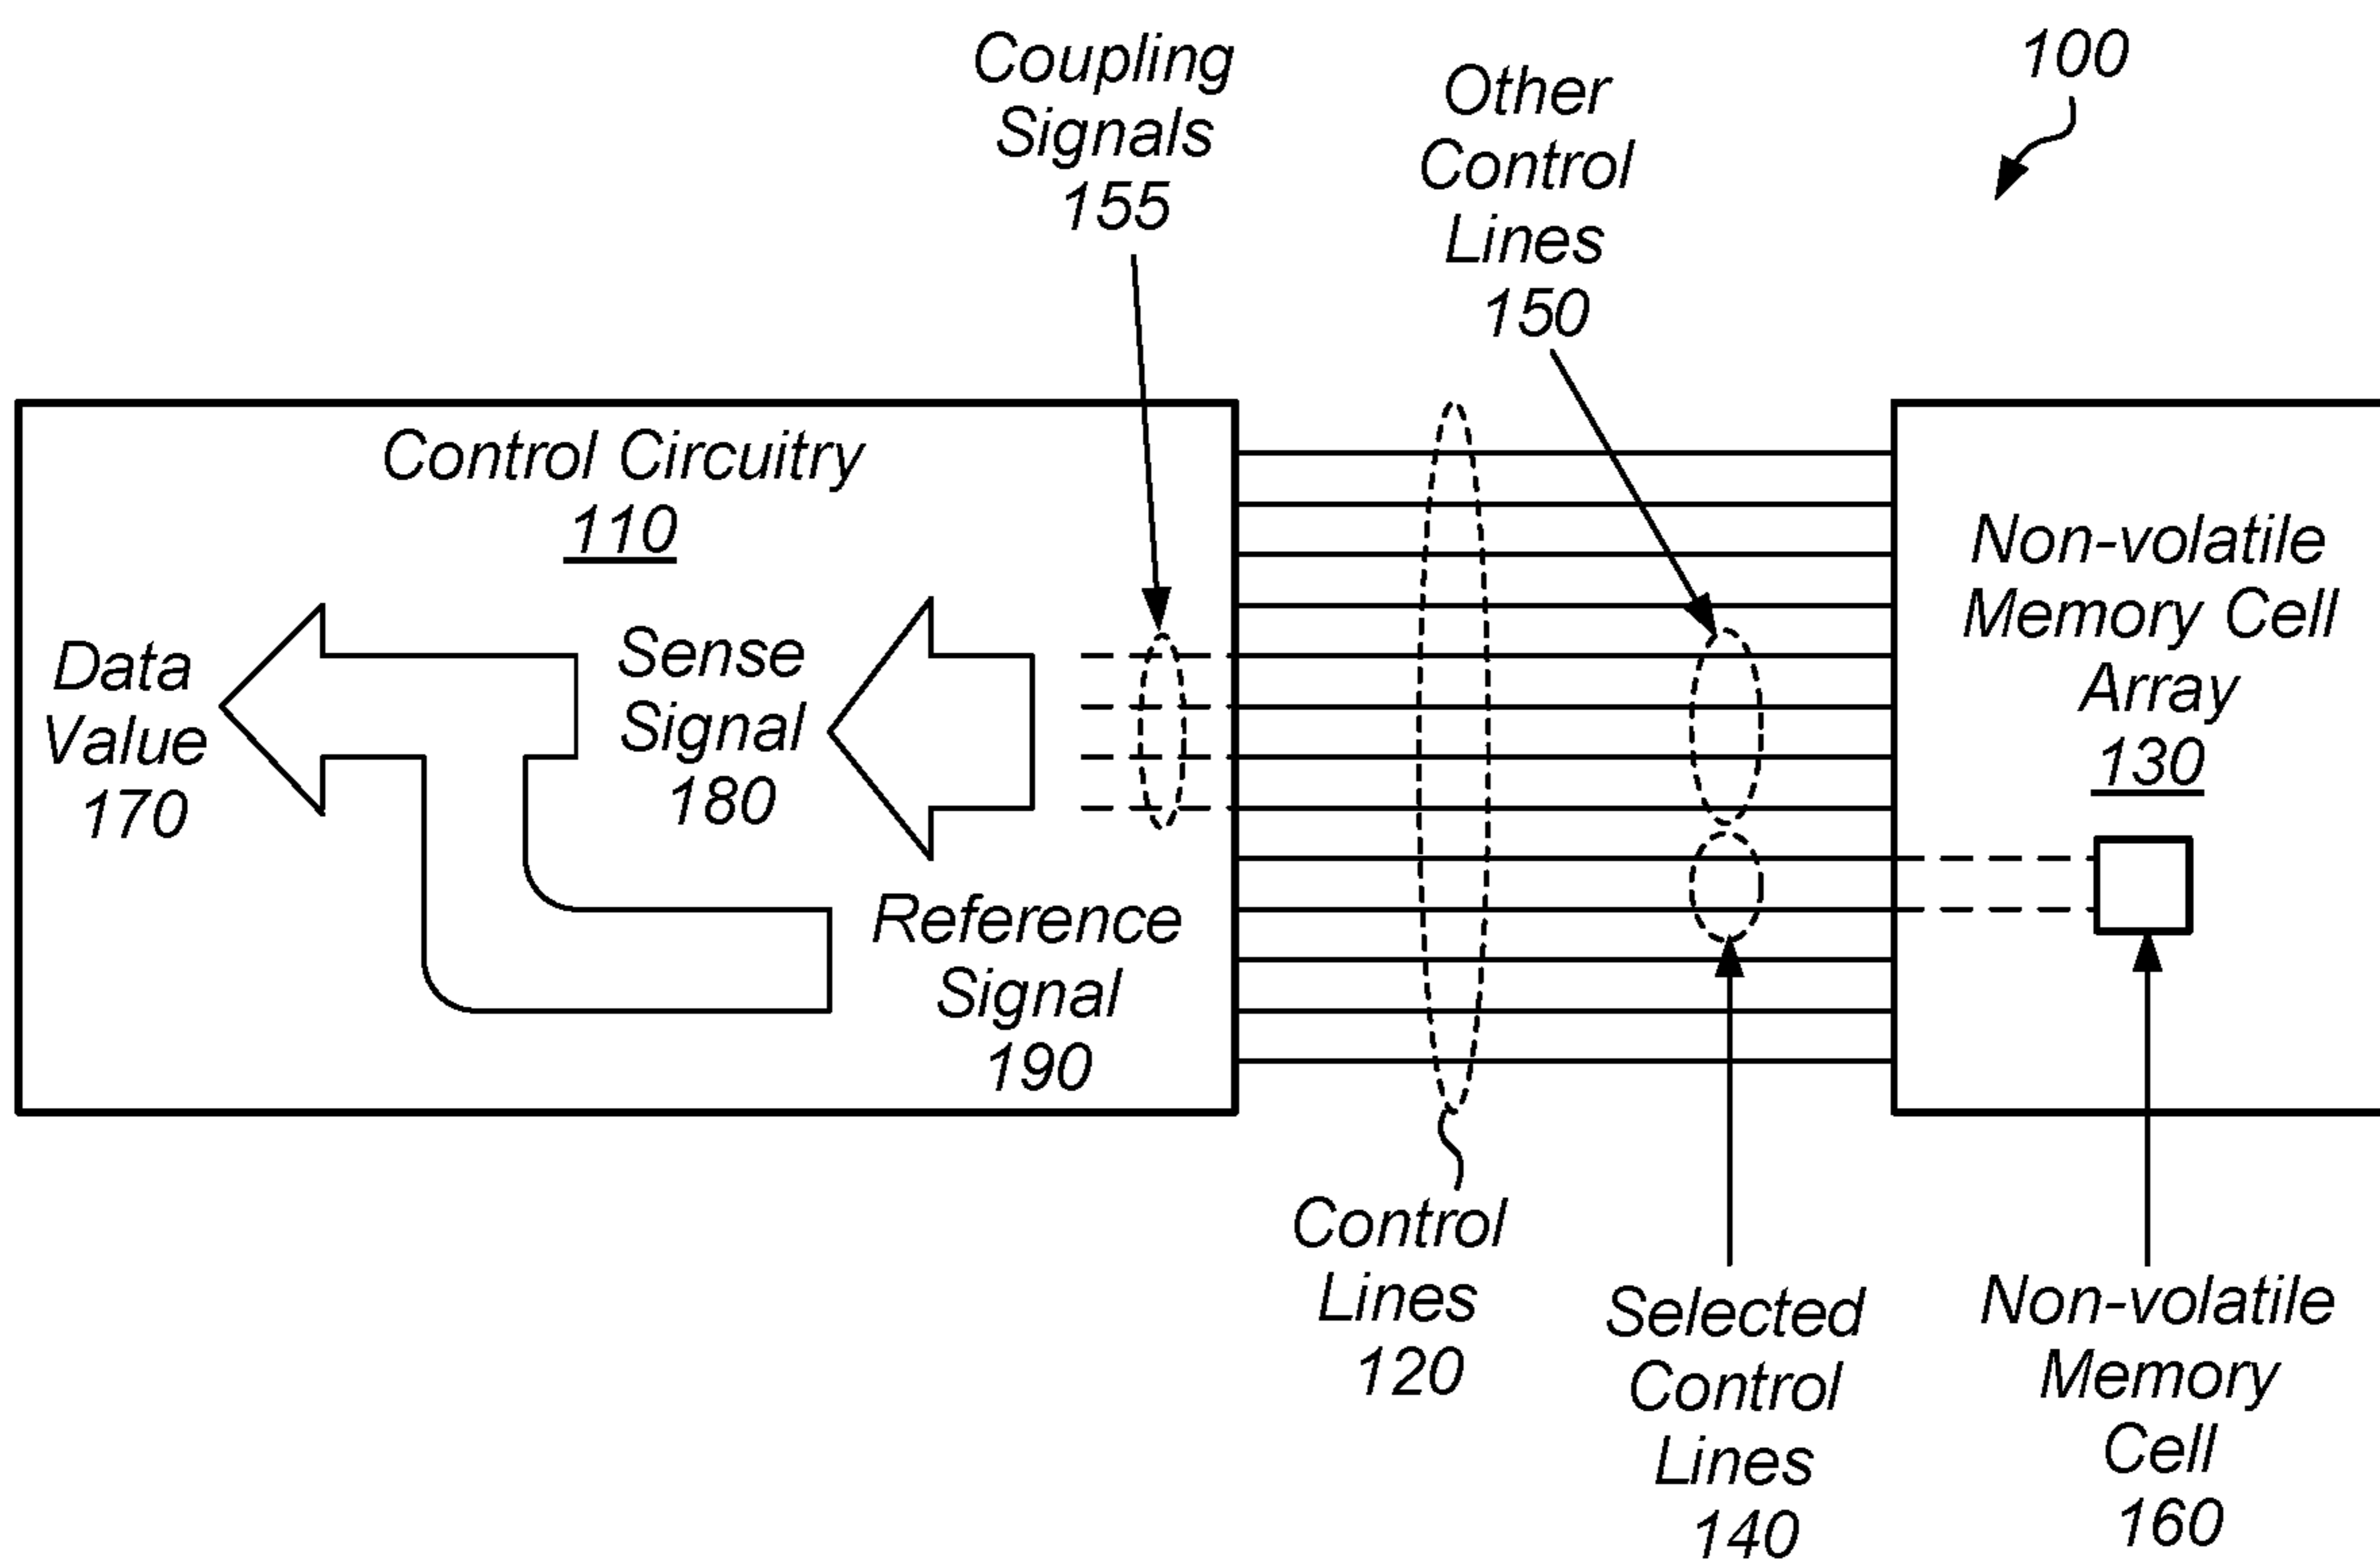 Coupling
Signals
155
Other
Control
Lines
150
100
Control Circuitry
110
Data
Value
170
Sense
Signal
180
Reference
Signal
190
Non-volatile
Memory Cell
Array
130
Control
Lines
120
Selected
Control
Lines
140
Non-volatile
Memory
Cell
160